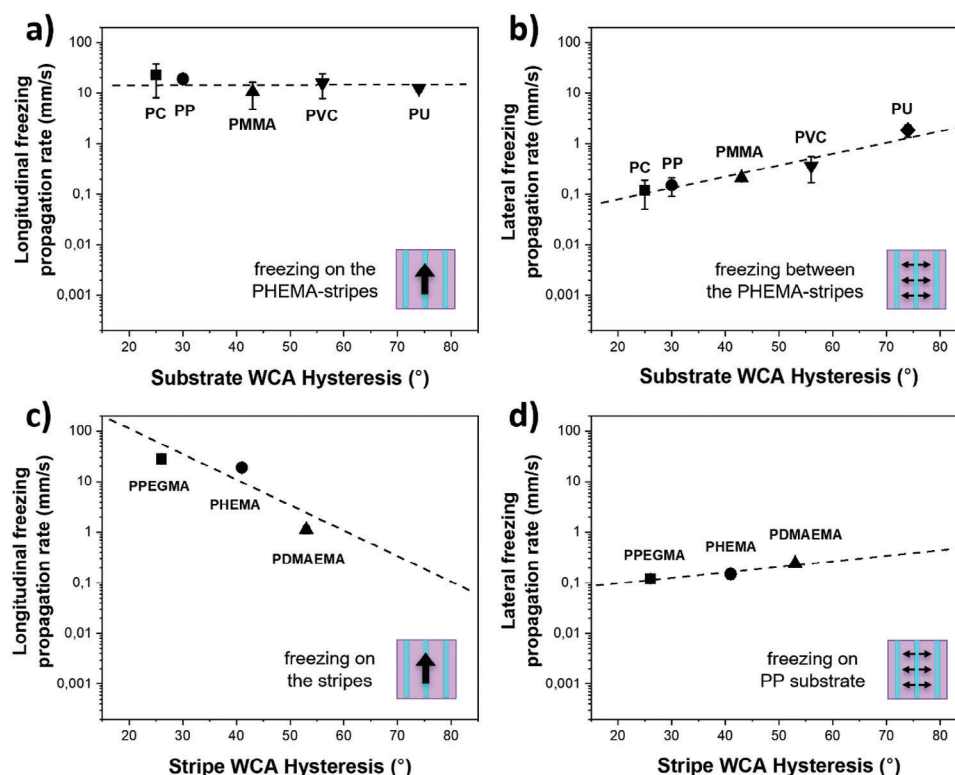 a)
Longitudinal freezing
propagation rate (mm/s)
100
10
1
0,1
0,01
0,001
PC
PP
PMMA
PVC
PU
freezing on the
PHEMA-stripes
20 30 40 50 60 70 80
Substrate WCA Hysteresis (°)
b)
Lateral freezing
propagation rate (mm/s)
100
10
1
0,1
0,01
0,001
PC
PP
PMMA
PVC
PU
freezing between
the PHEMA-stripes
20 30 40 50 60 70 80
Substrate WCA Hysteresis (°)
c)
Longitudinal freezing
propagation rate (mm/s)
100
10
1
0,1
0,01
0,001
PPEGMA
PHEMA
PDMAEMA
freezing on
the stripes
20 30 40 50 60 70 80
Stripe WCA Hysteresis (°)
d)
Lateral freezing
propagation rate (mm/s)
100
10
1
0,1
0,01
0,001
PPEGMA
PHEMA
PDMAEMA
freezing on
PP substrate
20 30 40 50 60 70 80
Stripe WCA Hysteresis (°)